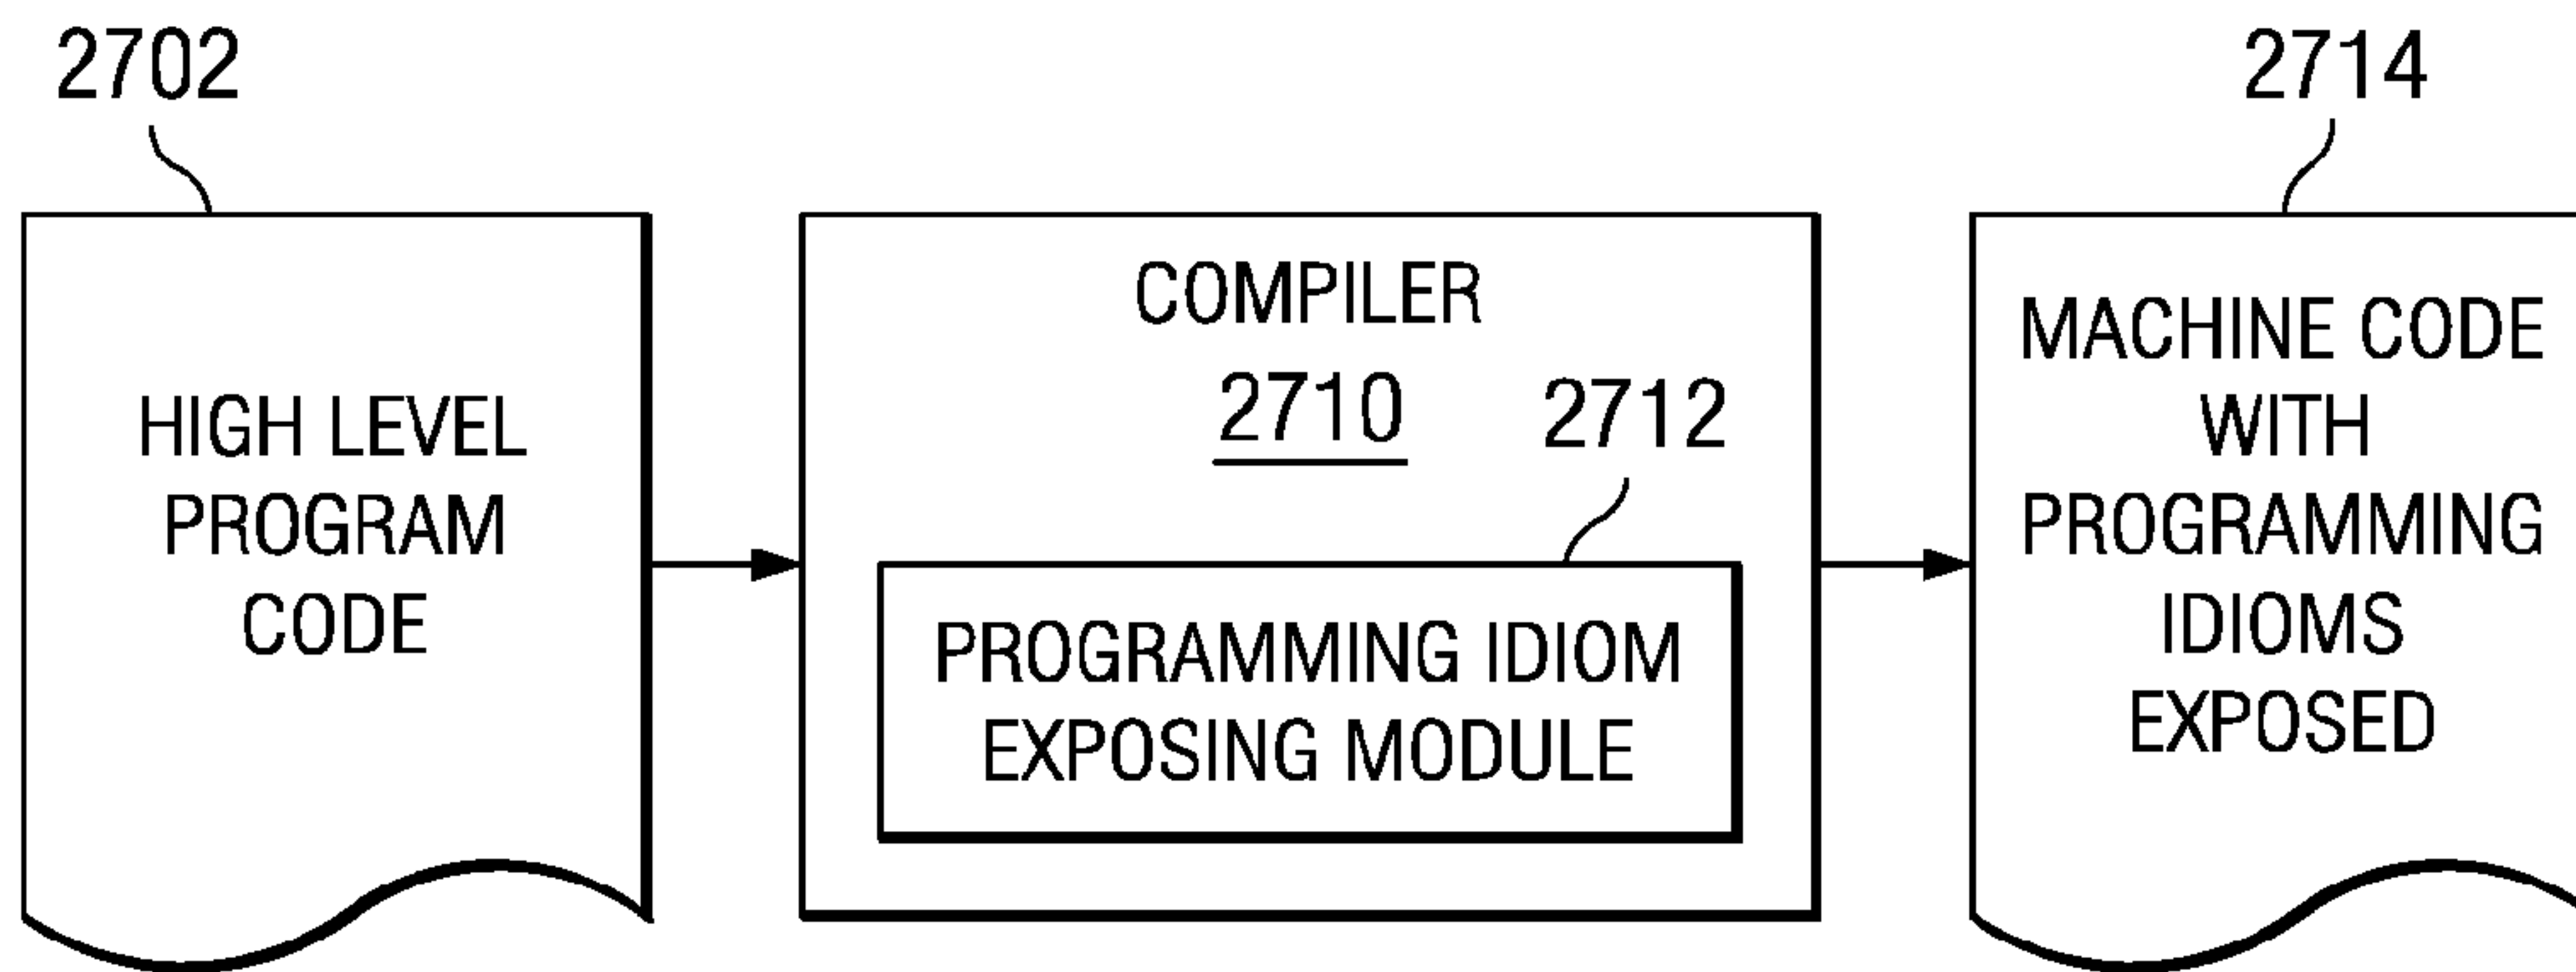 2702
2714
HIGH LEVEL
PROGRAM
CODE
COMPILER
2710
2712
PROGRAMMING IDIOM
EXPOSING MODULE
MACHINE CODE
WITH
PROGRAMMING
IDIOMS
EXPOSED